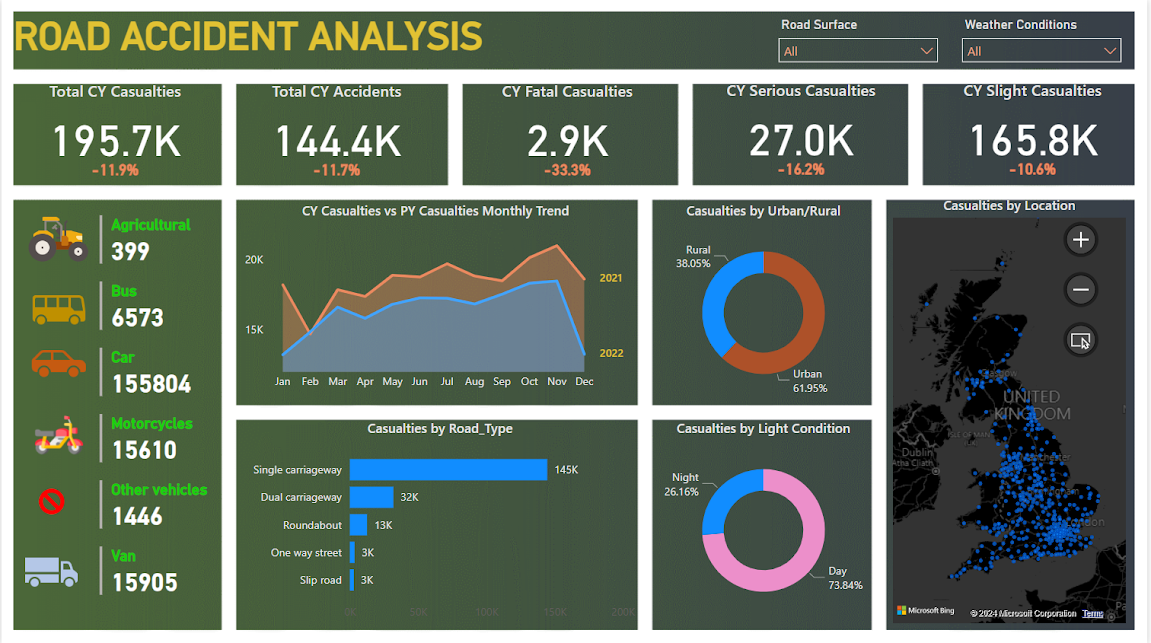 ROAD ACCIDENT ANALYSIS
Road Surface
All
Weather Conditions
All
Total CY Casualties
195.7K
-11.9%
Total CY Accidents
144.4K
-11.7%
CY Fatal Casualties
2.9K
-33.3%
CY Serious Casualties
27.0K
-16.2%
CY Slight Casualties
165.8K
-10.6%
Agricultural
399
Bus
6573
Car
155804
Motorcycles
15610
Other vehicles
1446
Van
15905
CY Casualties vs PY Casualties Monthly Trend
20K
15K
2021
2022
Jan Feb Mar Apr May Jun Jul Aug Sep Oct Nov Dec
Casualties by Road_Type
Single carriageway 145K
Dual carriageway 32K
Roundabout 13K
One way street 3K
Slip road 3K
0K 50K 100K 150K 200K
Casualties by Urban/Rural
Rural
38.05%
Urban
61.95%
Casualties by Light Condition
Night
26.16%
Day
73.84%
Casualties by Location
Glasgow
UNITED
KINGDOM
ISLE OF MAN
Dublin
Atha Cliath
Manchester
Birmingham
London
Microsoft Bing
© 2024 Microsoft Corporation Terms